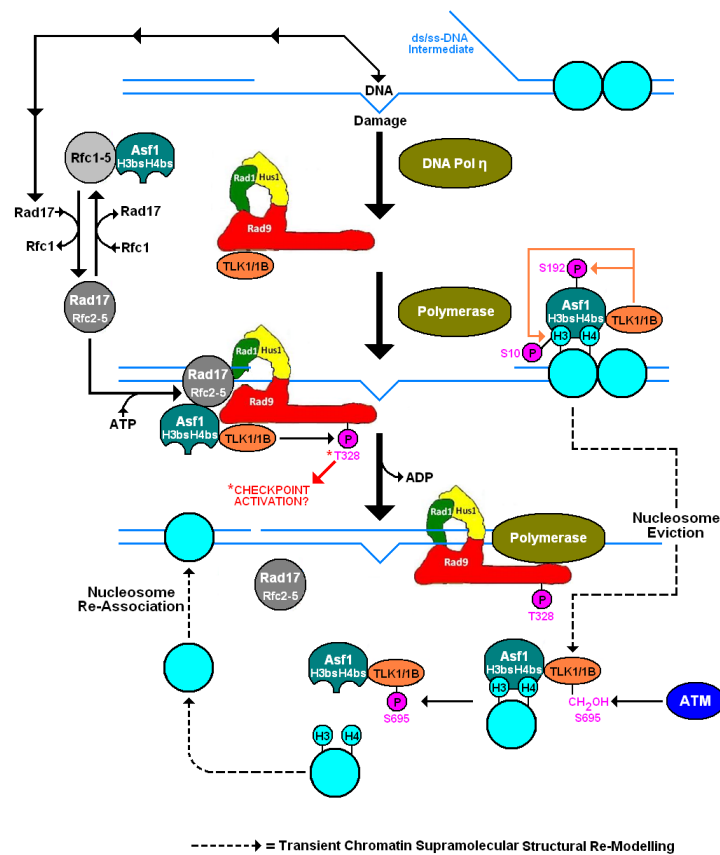 ds/ss-DNA
Intermediate
DNA
Damage
DNA Pol η
Rfc1-5
Asf1
H3bsH4bs
Rad17
Rfc1
Rad17
Rfc1
Rad1
Hus1
Rad9
TLK1/1B
Rad17
Rfc2-5
Polymerase
S192
P
Asf1
H3bsH4bs
TLK1/1B
H3
H4
S10
P
Rad17
Rfc2-5
Rad1
Hus1
Rad9
ATP
Asf1
H3bsH4bs
TLK1/1B
P
*T328
*CHECKPOINT
ACTIVATION?
ADP
Nucleosome
Eviction
Rad1
Hus1
Rad9
Polymerase
P
T328
Rad17
Rfc2-5
Nucleosome
Re-Association
Asf1
H3bsH4bs
TLK1/1B
P
S695
Asf1
H3bsH4bs
TLK1/1B
H3
H4
CH2OH
S695
ATM
H3
H4
= Transient Chromatin Supramolecular Structural Re-Modelling